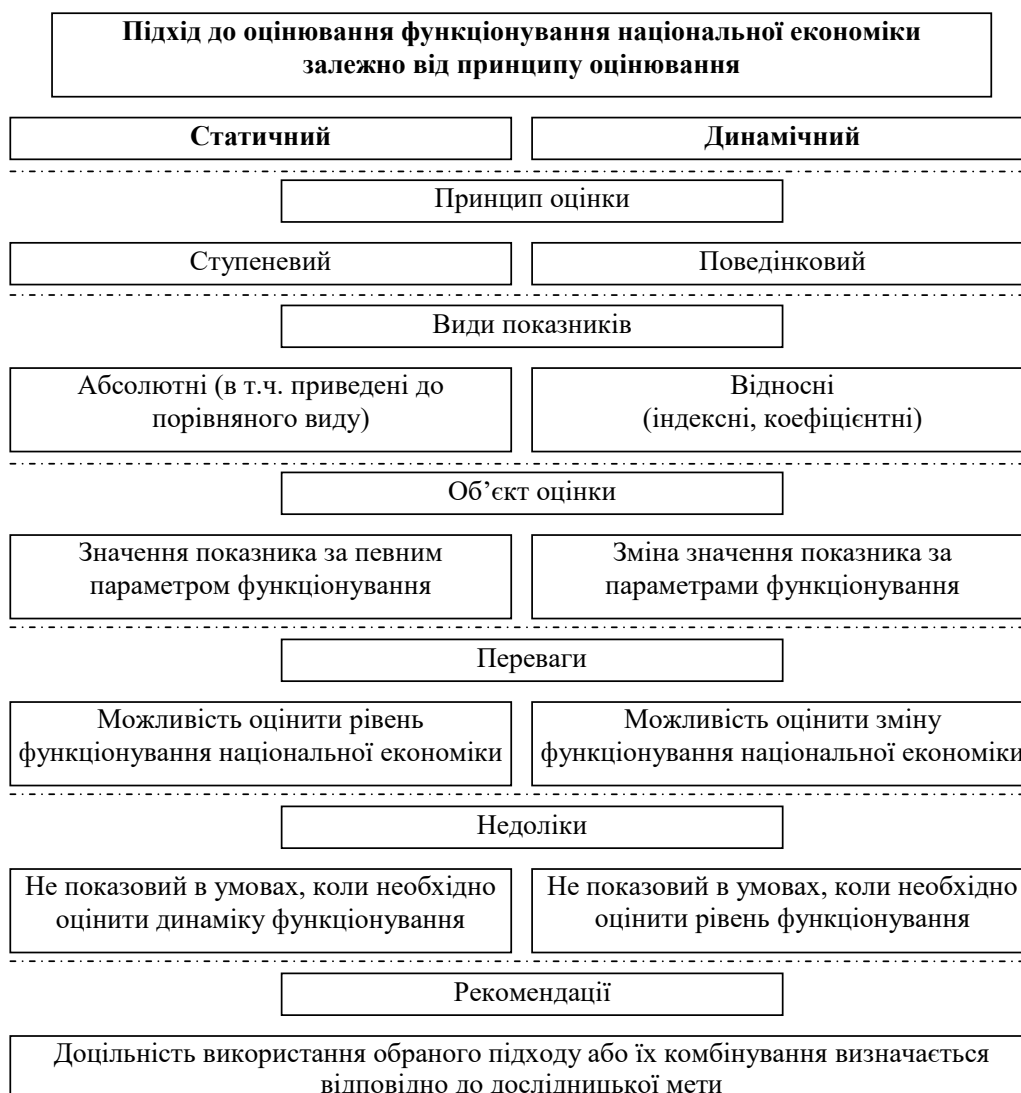 Підхід до оцінювання функціонування національної економіки
залежно від принципу оцінювання
Статичний
Динамічний
Принцип оцінки
Ступеневий
Поведінковий
Види показників
Абсолютні (в т.ч. приведені до
порівняного виду)
Відносні
(індексні, коефіцієнтні)
Об’єкт оцінки
Значення показника за певним
параметром функціонування
Зміна значення показника за
параметрами функціонування
Переваги
Можливість оцінити рівень
функціонування національної економіки
Можливість оцінити зміну
функціонування національної економіки
Недоліки
Не показовий в умовах, коли необхідно
оцінити динаміку функціонування
Не показовий в умовах, коли необхідно
оцінити рівень функціонування
Рекомендації
Доцільність використання обраного підходу або їх комбінування визначається
відповідно до дослідницької мети